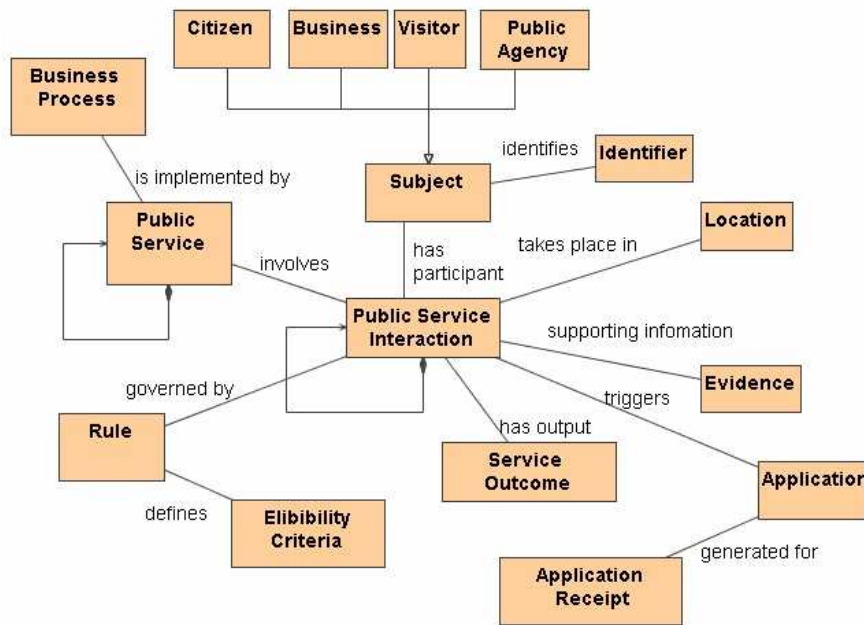 Citizen
Business
Visitor
Public
Agency
Business
Process
identifies
Identifier
is implemented by
Subject
Public
Service
Location
has
participant
takes place in
involves
Public Service
Interaction
supporting infomation
governed by
Evidence
triggers
Rule
has output
Service
Outcome
Application
defines
Elibibility
Criteria
generated for
Application
Receipt